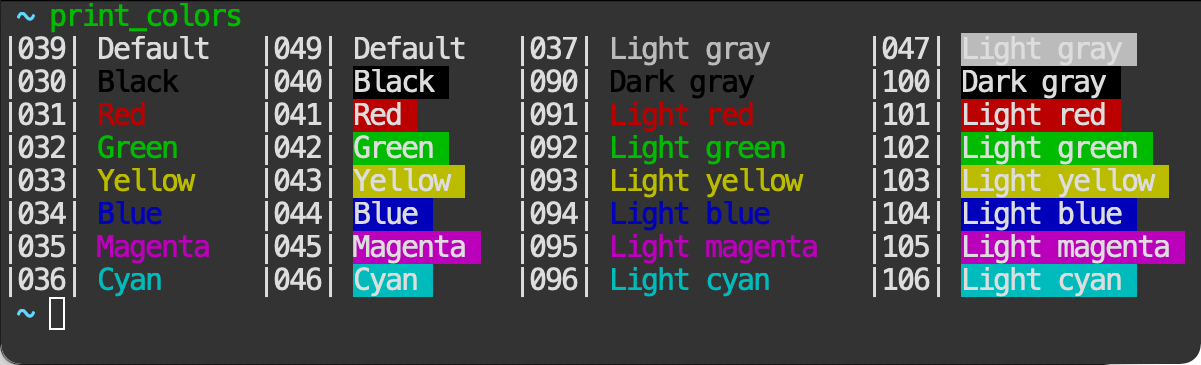 ~ print_colors
|039| Default |049| Default |037| Light gray |047| Light gray
|030| Black |040| Black |090| Dark gray |100| Dark gray
|031| Red |041| Red |091| Light red |101| Light red
|032| Green |042| Green |092| Light green |102| Light green
|033| Yellow |043| Yellow |093| Light yellow |103| Light yellow
|034| Blue |044| Blue |094| Light blue |104| Light blue
|035| Magenta |045| Magenta |095| Light magenta |105| Light magenta
|036| Cyan |046| Cyan |096| Light cyan |106| Light cyan
~